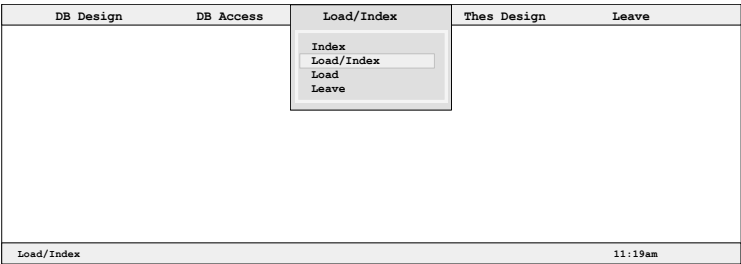 DB Design DB Access Load/Index Thes Design Leave
Index
Load/Index
Load
Leave
Load/Index 11:19am